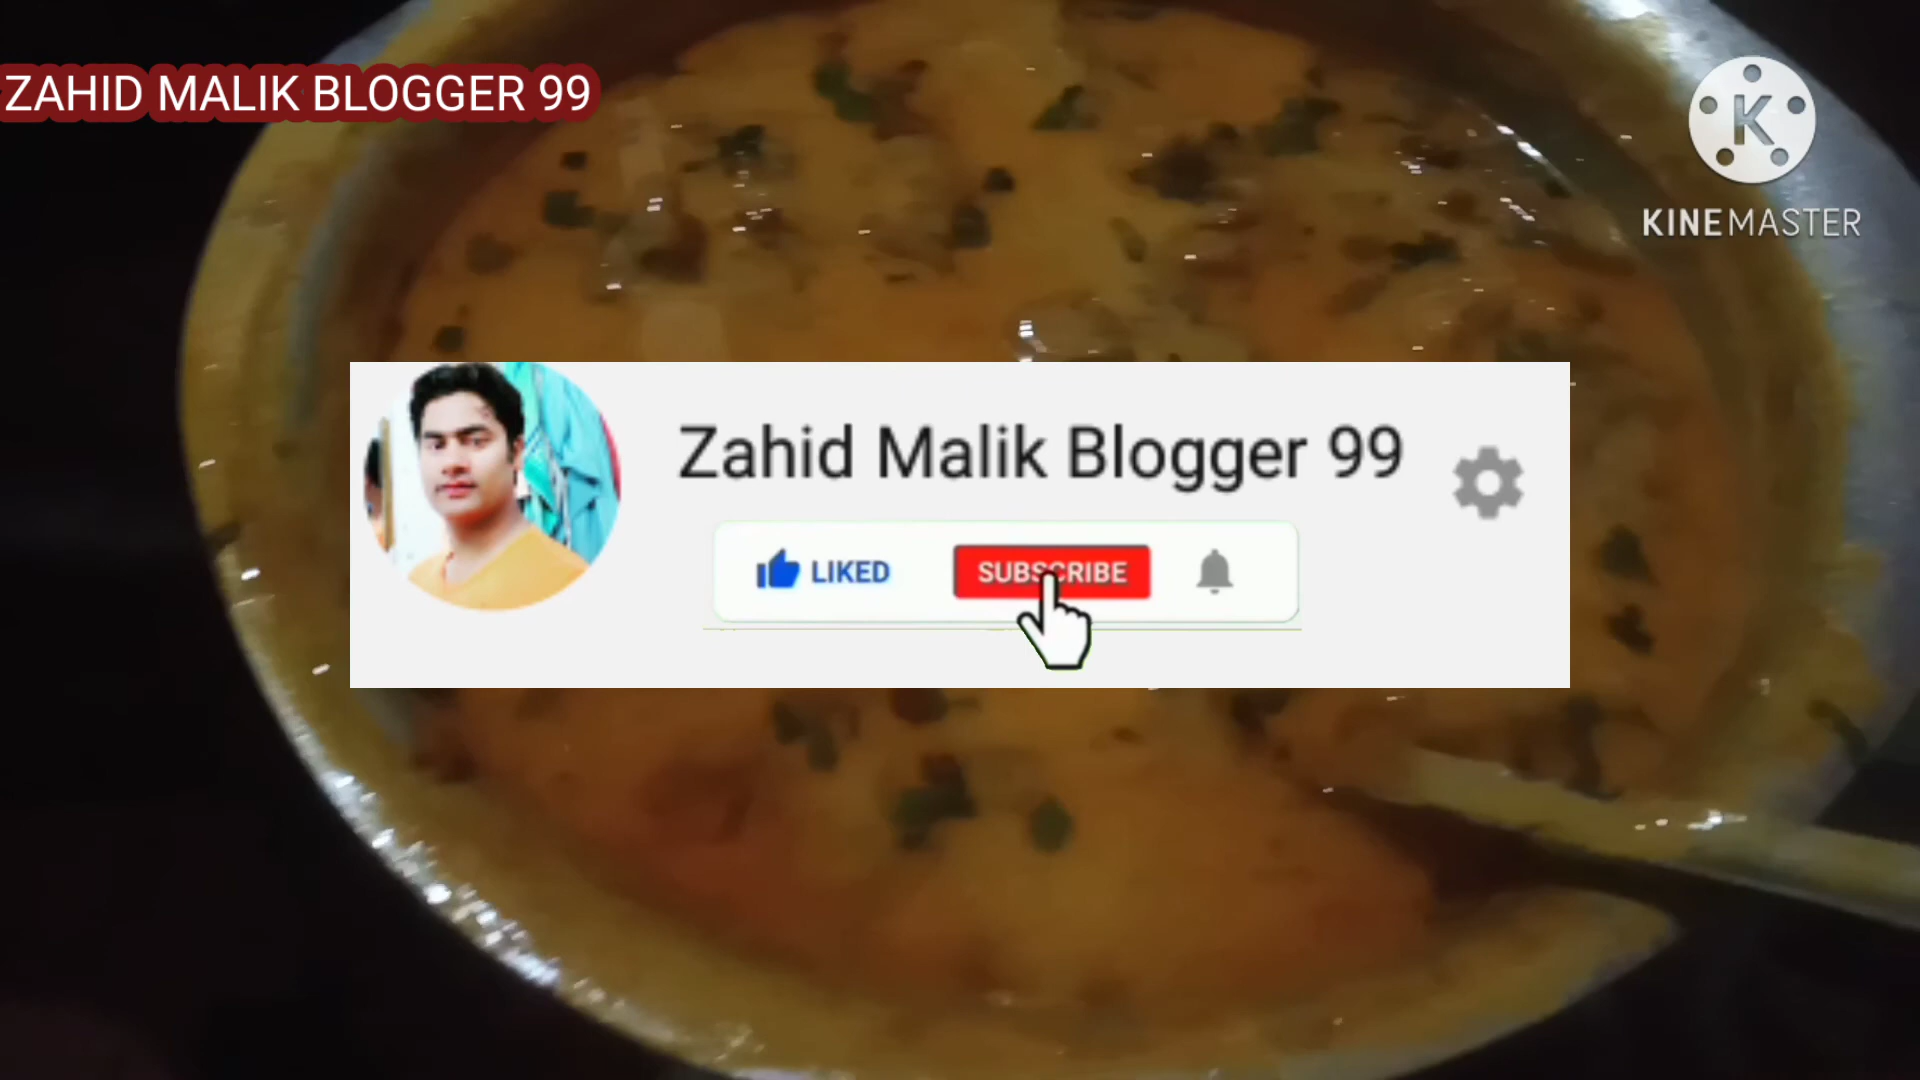 ZAHID MALIK BLOGGER 99
K
KINEMASTER
Zahid Malik Blogger 99
LIKED
SUBSCRIBE